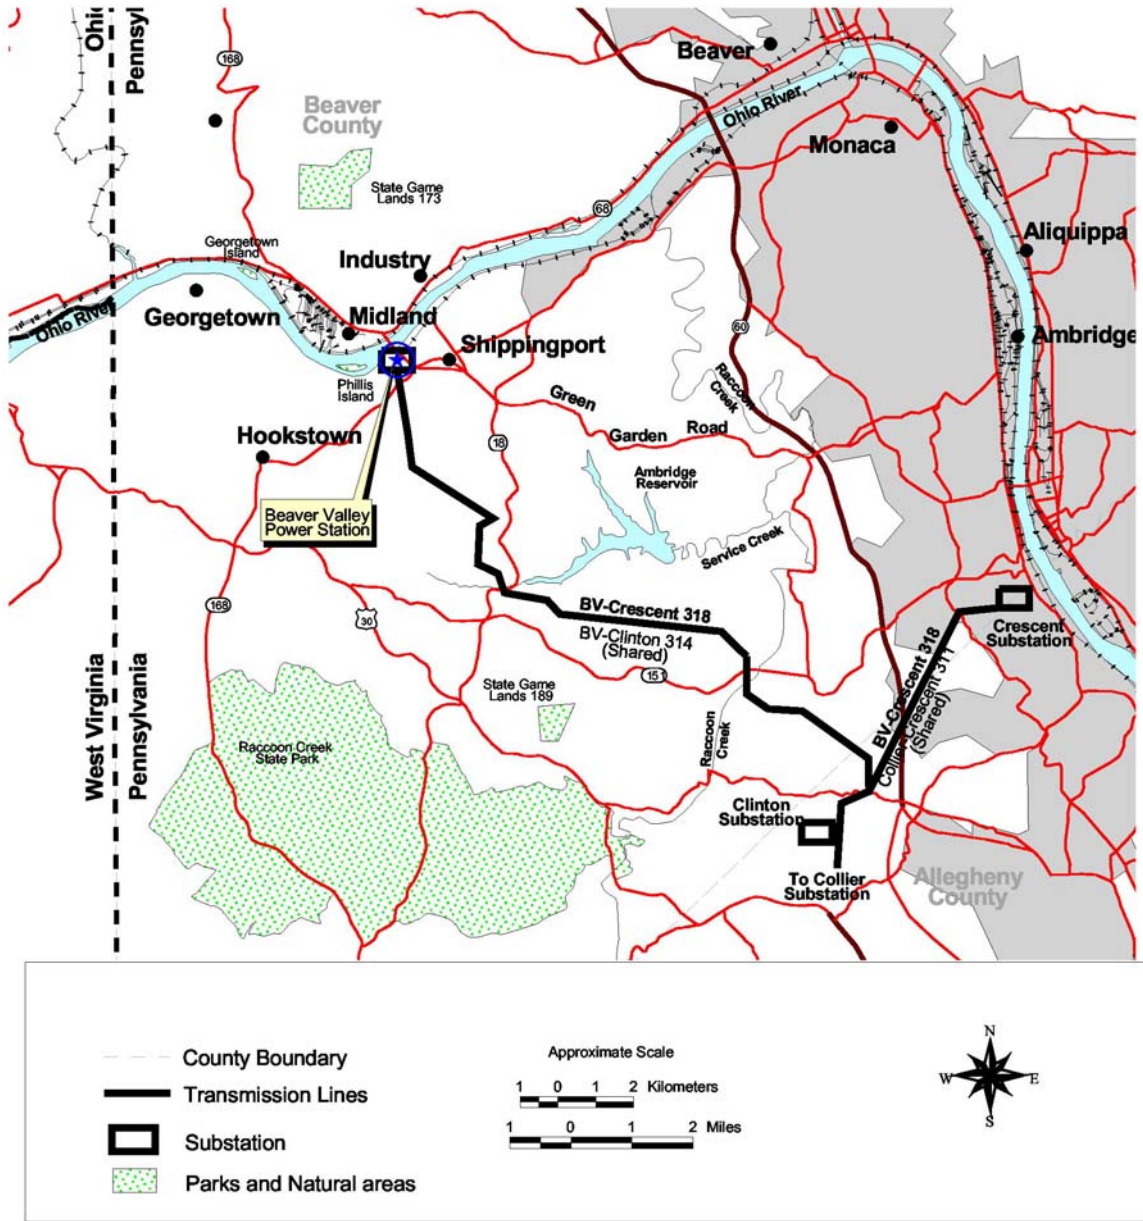 Ohio
Pennsyl
168
Beaver
County
Beaver
Ohio River
Monaca
State Game
Lands 173
68
Georgetown
Island
Industry
Aliquippa
Georgetown
Midland
Ohio River
60
Ambridge
Shippingport
Phillis
Island
Raccoon
Creek
Green
Garden
Road
Hookstown
18
Ambridge
Reservoir
Beaver Valley
Power Station
Service Creek
168
30
BV-Crescent 318
BV-Clinton 314
(Shared)
Crescent
Substation
BV-Crescent 318
Collier-Crescent 311
(Shared)
151
State Game
Lands 189
West Virginia
Pennsylvania
Raccoon Creek
State Park
Raccoon
Creek
Clinton
Substation
To Collier
Substation
Allegheny
County
County Boundary
Transmission Lines
Substation
Parks and Natural areas
Approximate Scale
1 0 1 2 Kilometers
1 0 1 2 Miles
N
W E
S